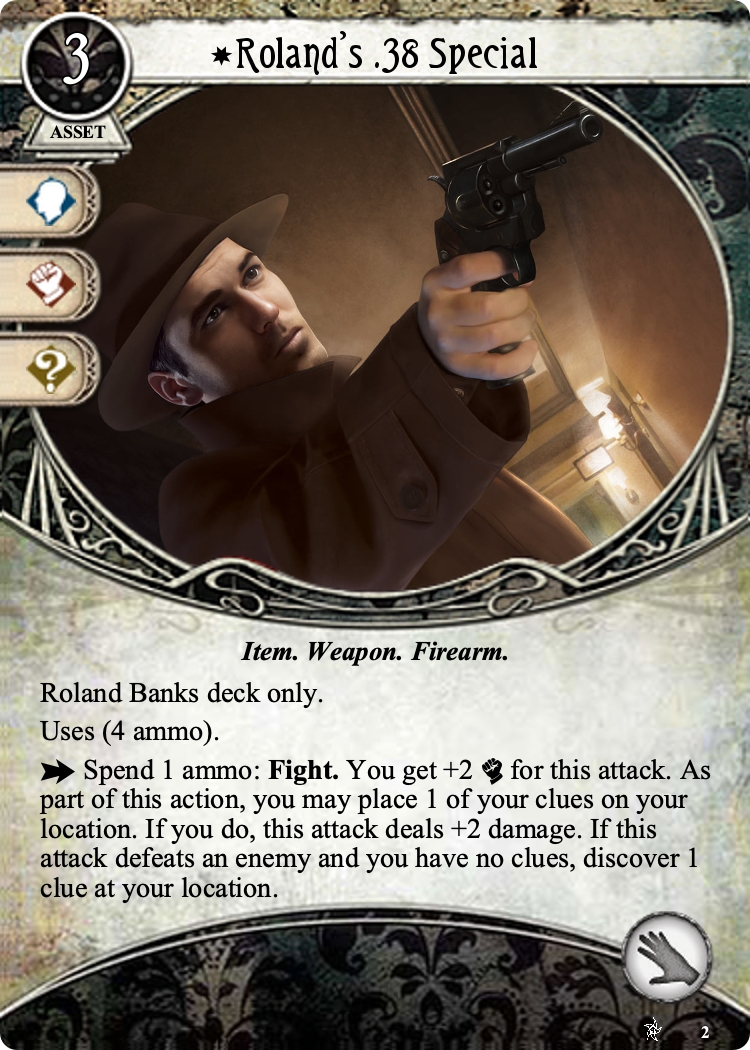 3
Roland's .38 Special
ASSET
?
Item. Weapon. Firearm.
Roland Banks deck only.
Uses (4 ammo).
Spend 1 ammo: Fight. You get +2 for this attack. As
part of this action, you may place 1 of your clues on your
location. If you do, this attack deals +2 damage. If this
attack defeats an enemy and you have no clues, discover 1
clue at your location.
2